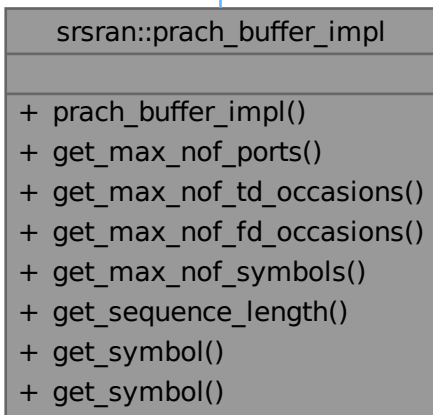 srsran::prach_buffer_impl
+ prach_buffer_impl()
+ get_max_nof_ports()
+ get_max_nof_td_occasions()
+ get_max_nof_fd_occasions()
+ get_max_nof_symbols()
+ get_sequence_length()
+ get_symbol()
+ get_symbol()